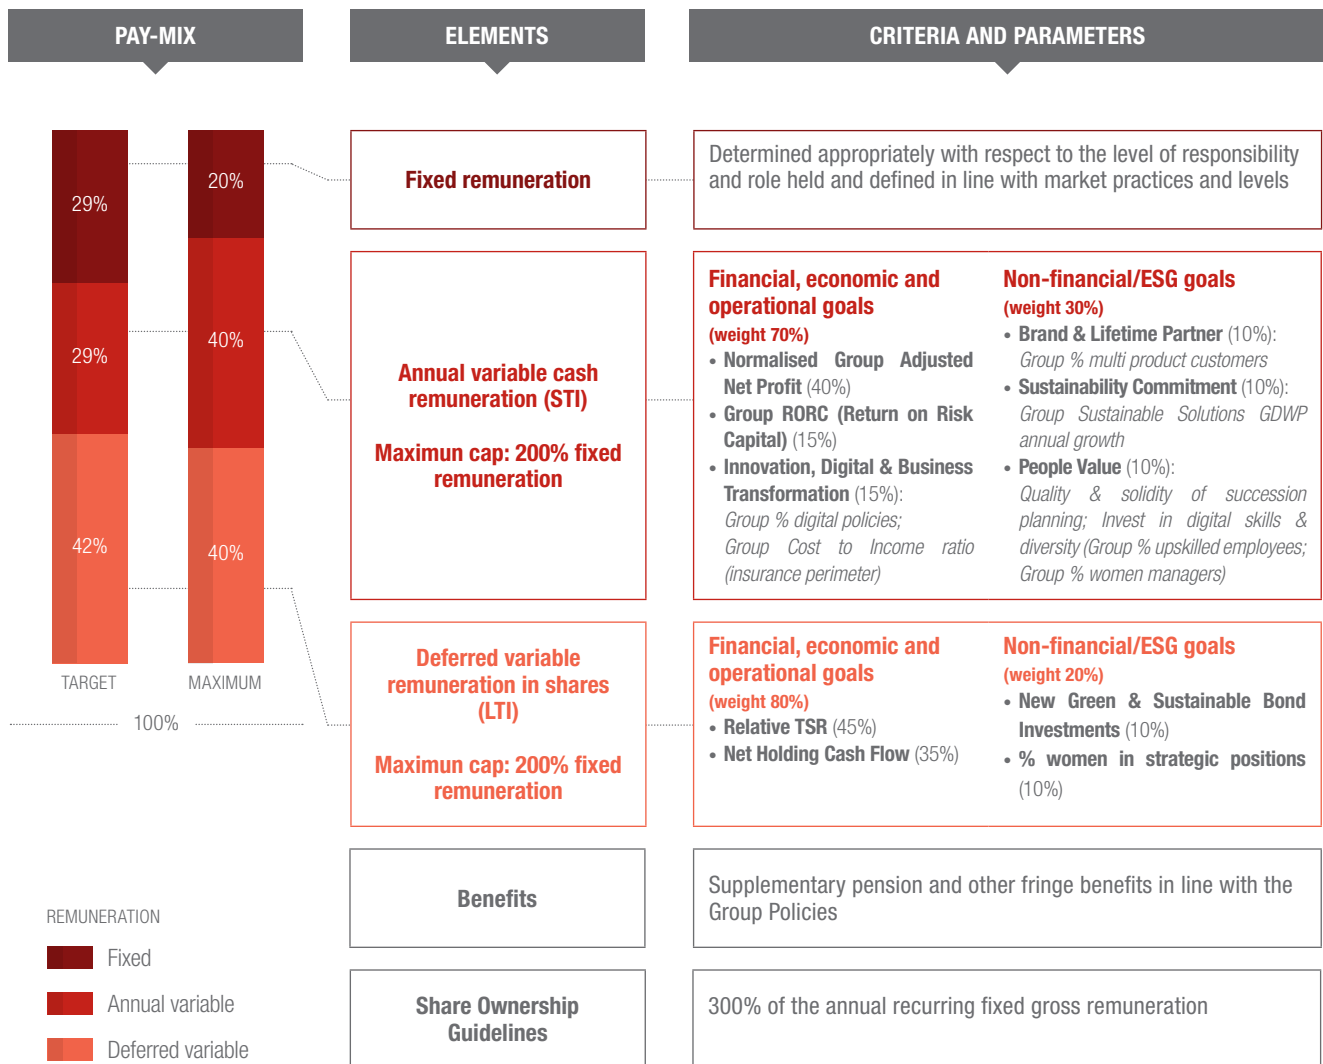 PAY-MIX
ELEMENTS
CRITERIA AND PARAMETERS
29%
29%
42%
TARGET
20%
40%
40%
MAXIMUM
100%
REMUNERATION
Fixed
Annual variable
Deferred variable
Fixed remuneration
Determined appropriately with respect to the level of responsibility
and role held and defined in line with market practices and levels
Annual variable cash
remuneration (STI)
Maximun cap: 200% fixed
remuneration
Financial, economic and
operational goals
(weight 70%)
• Normalised Group Adjusted
Net Profit (40%)
• Group RORC (Return on Risk
Capital) (15%)
• Innovation, Digital & Business
Transformation (15%):
Group % digital policies;
Group Cost to Income ratio
(insurance perimeter)
Non-financial/ESG goals
(weight 30%)
• Brand & Lifetime Partner (10%):
Group % multi product customers
• Sustainability Commitment (10%):
Group Sustainable Solutions GDWP
annual growth
• People Value (10%):
Quality & solidity of succession
planning; Invest in digital skills &
diversity (Group % upskilled employees;
Group % women managers)
Deferred variable
remuneration in shares
(LTI)
Maximun cap: 200% fixed
remuneration
Financial, economic and
operational goals
(weight 80%)
• Relative TSR (45%)
• Net Holding Cash Flow (35%)
Non-financial/ESG goals
(weight 20%)
• New Green & Sustainable Bond
Investments (10%)
• % women in strategic positions
(10%)
Benefits
Supplementary pension and other fringe benefits in line with the
Group Policies
Share Ownership
Guidelines
300% of the annual recurring fixed gross remuneration